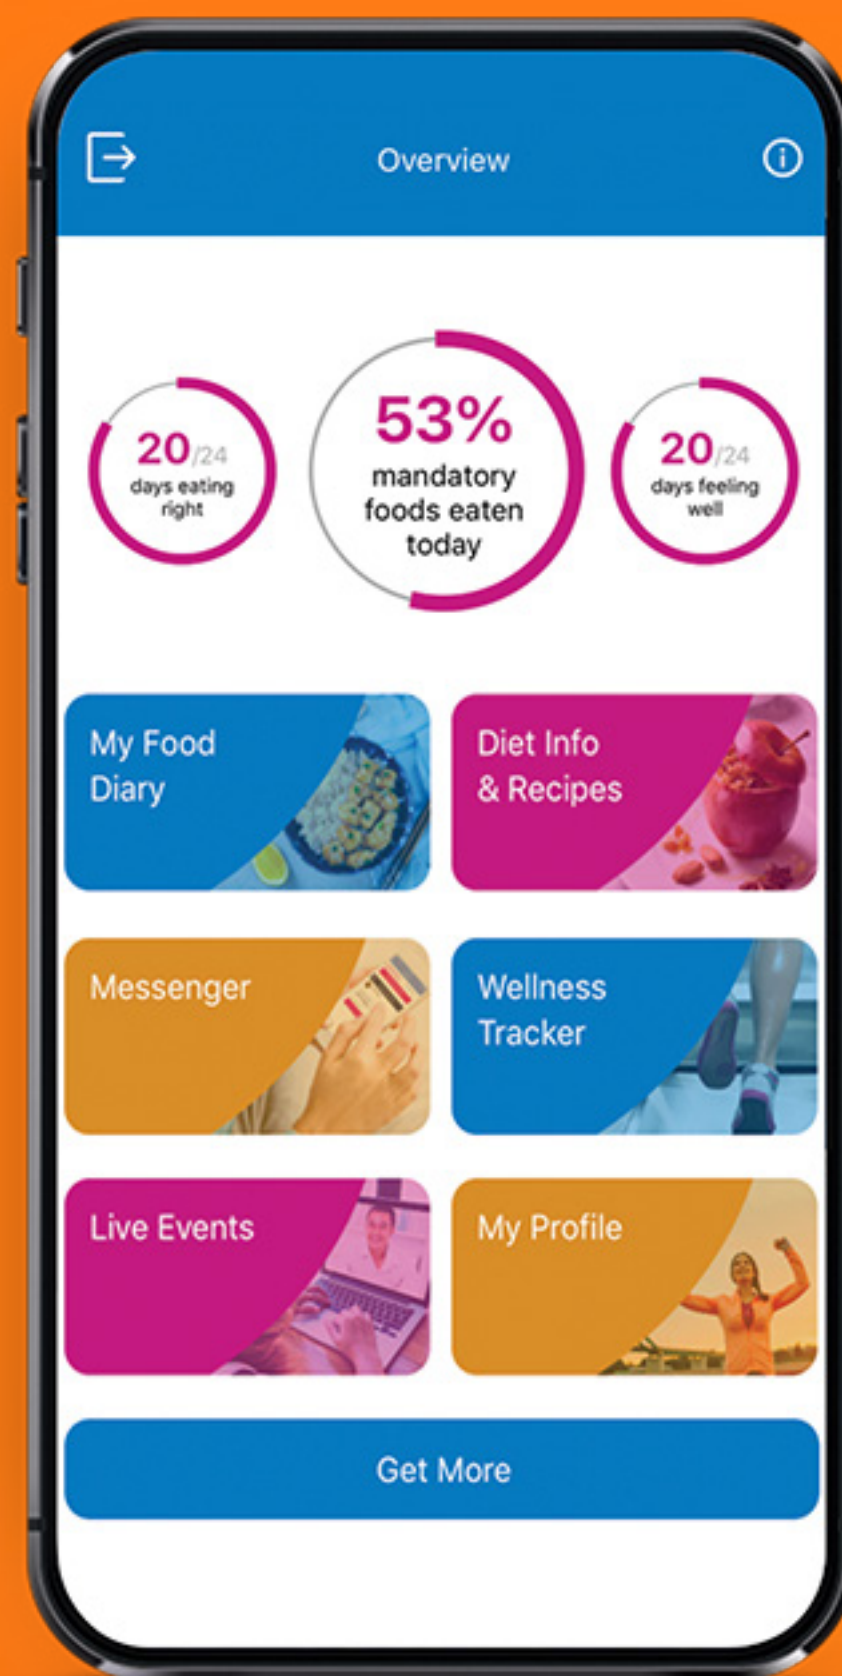 Overview
20/24
days eating
right
53%
mandatory
foods eaten
today
20/24
days feeling
well
My Food
Diary
Diet Info
& Recipes
Messenger
Wellness
Tracker
Live Events
My Profile
Get More